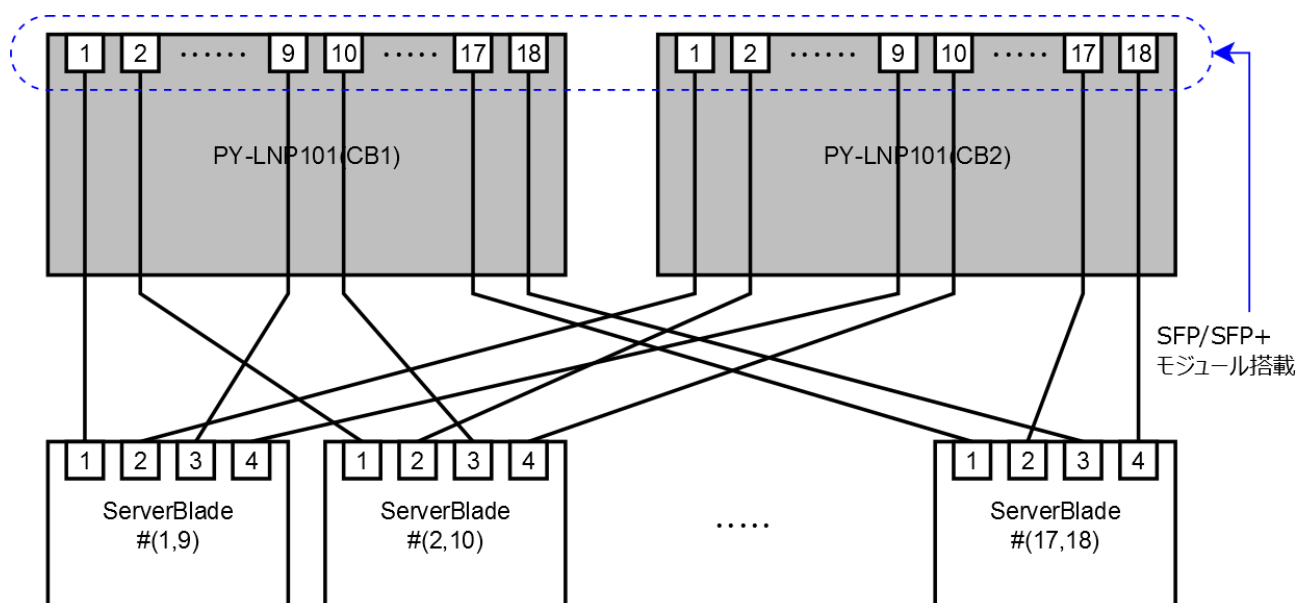 1 2 ······ 9 10 ····· 17 18
1 2 ······ 9 10 ····· 17 18
PY-LNP101(CB1)
PY-LNP101(CB2)
SFP/SFP+
モジュール搭載
1 2 3 4
ServerBlade
#(1,9)
1 2 3 4
ServerBlade
#(2,10)
·····
1 2 3 4
ServerBlade
#(17,18)